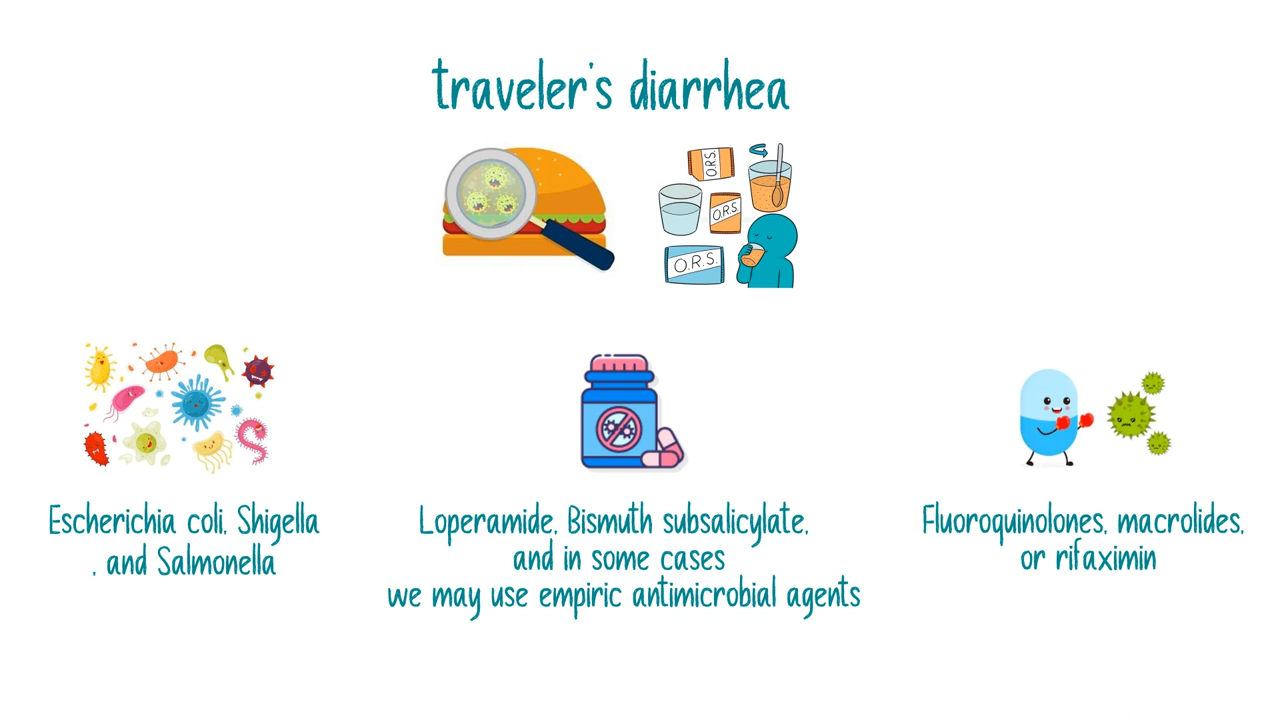 traveler's diarrhea
O.R.S.
O.R.S.
O.R.S.
Escherichia coli, Shigella
, and Salmonella
Loperamide, Bismuth subsalicylate,
and in some cases
we may use empiric antimicrobial agents
Fluoroquinolones, macrolides,
or rifaximin